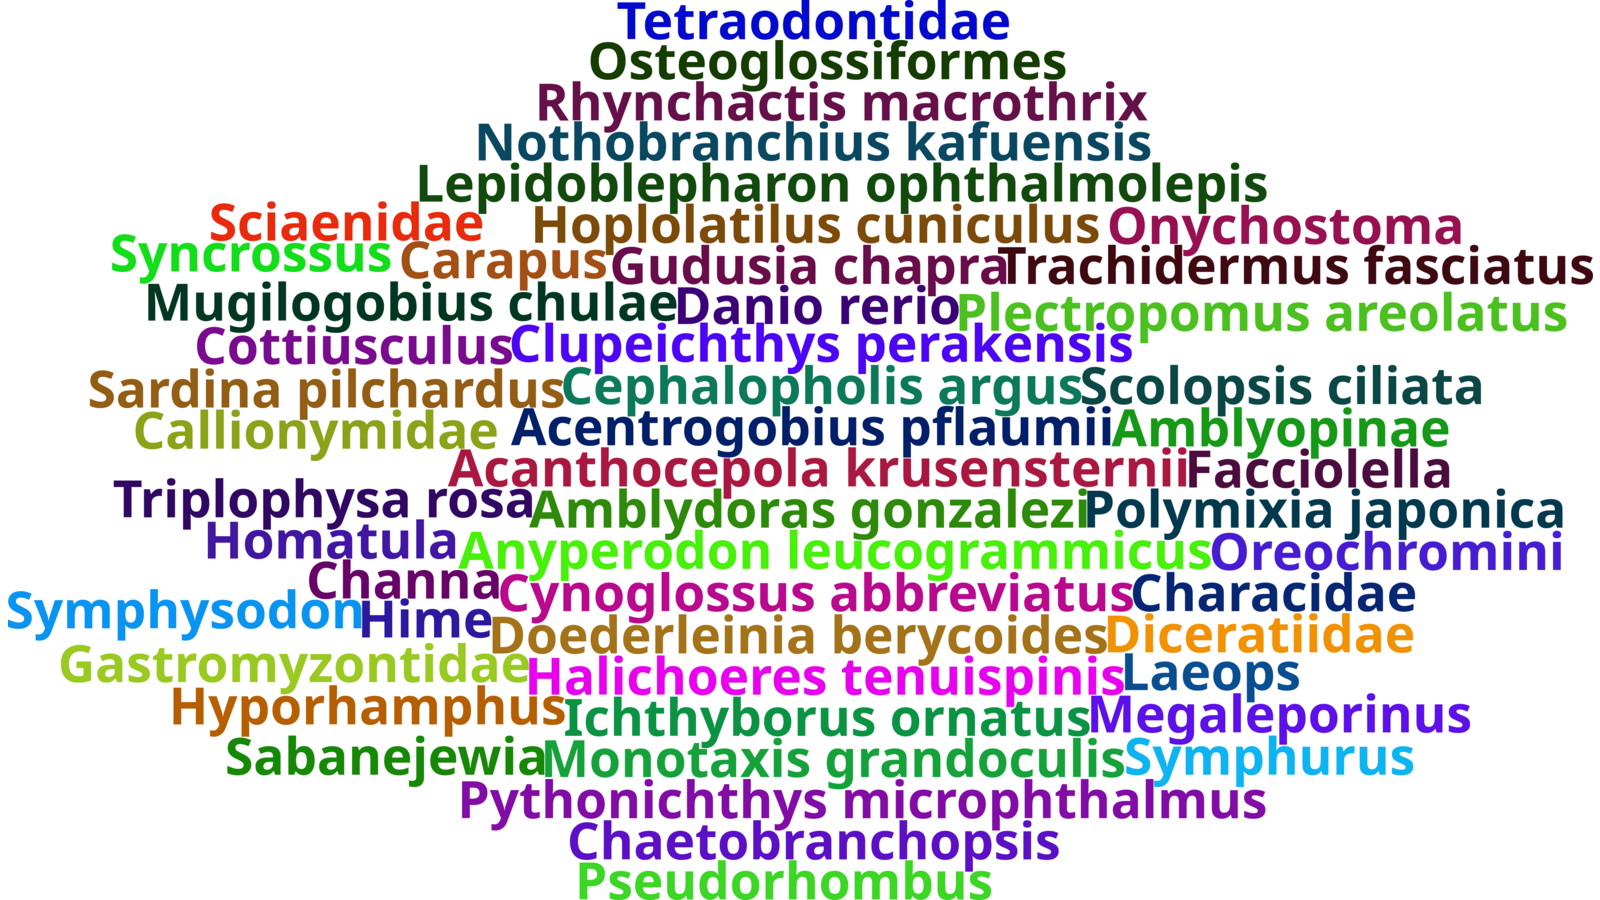 Tetraodontidae
Osteoglossiformes
Rhynchactis macrothrix
Nothobranchius kafuensis
Lepidoblepharon ophthalmolepis
Sciaenidae Hoplolatilus cuniculus Onychostoma
Syncrossus Carapus Gudusia chapra Trachidermus fasciatus
Mugilogobius chulae Danio rerio Plectropomus areolatus
Cottiusculus Clupeichthys perakensis
Sardina pilchardus Cephalopholis argus Scolopsis ciliata
Callionymidae Acentrogobius pflaumii Amblyopinae
Acanthocepola krusensternii Facciolella
Triplophysa rosa Amblydoras gonzalezi Polymixia japonica
Homatula Anyperodon leucogrammicus Oreochromini
Channa Cynoglossus abbreviatus Characidae
Symphysodon Hime Doederleinia berycoides Diceratiidae
Gastromyzontidae Halichoeres tenuispinis Laeops
Hyporhamphus Ichthyborus ornatus Megaleporinus
Sabanejewia Monotaxis grandoculis Symphurus
Pythonichthys microphthalmus
Chaetobranchopsis
Pseudorhombus